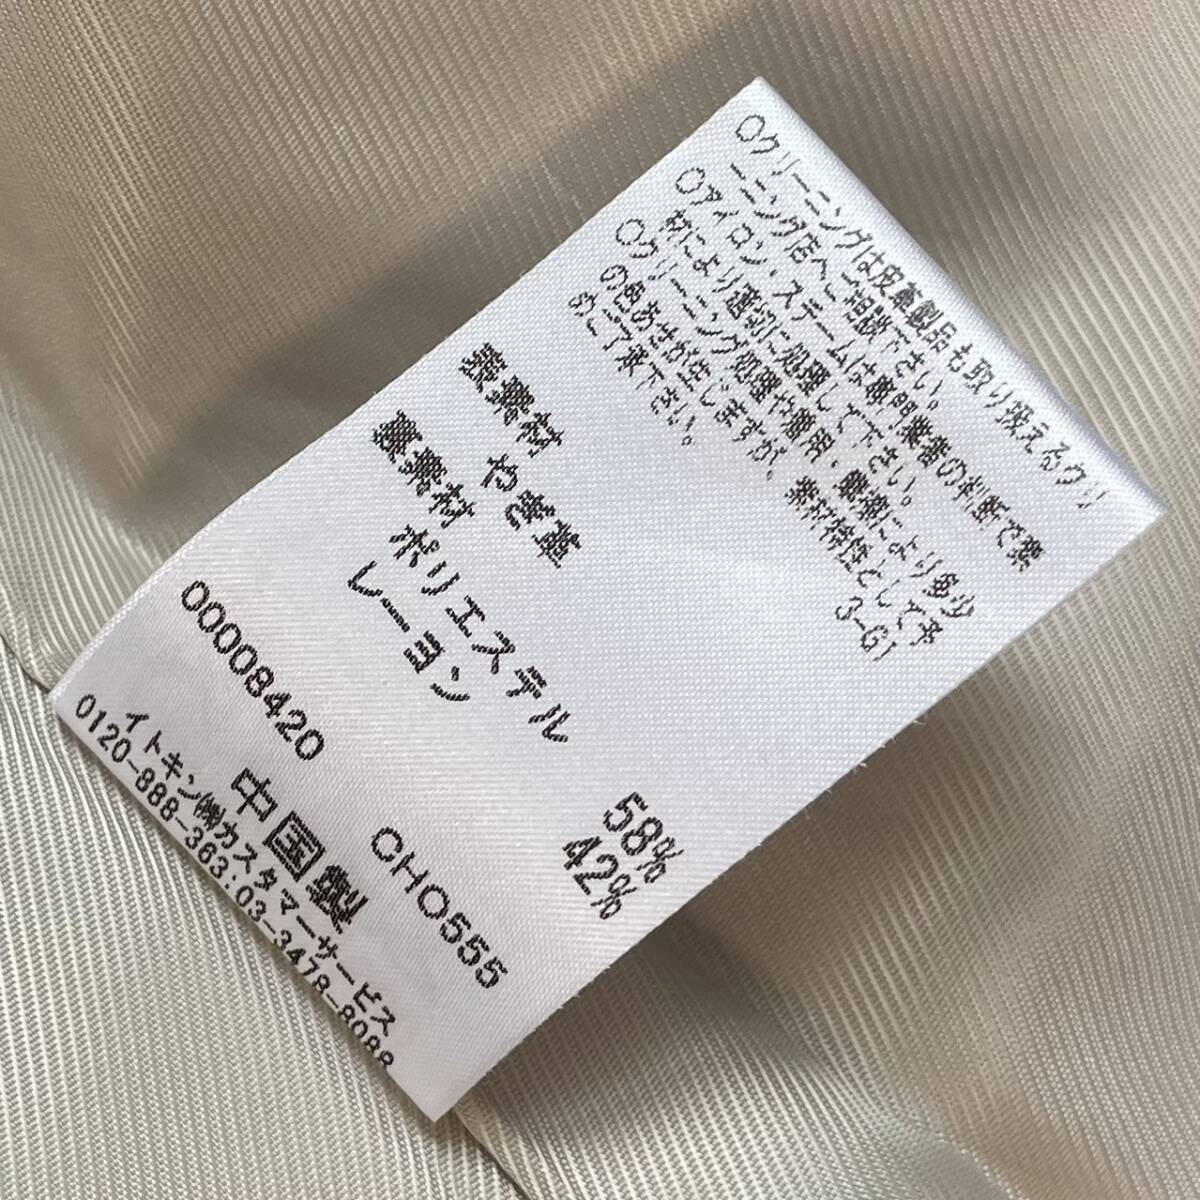 〇クリーニングは皮革製品も取り扱えるクリ
ーニング店へご相談下さい。
〇アイロン・スチームは専門業者の判断で素
材により適切に処理して下さい。
〇クリーニング処理や着用・摩擦により多少
の色あせが生じますが、素材特性として予
めご了承下さい。
3-G1
表素材 やぎ革
裏素材 ポリエステル 58%
レーヨン 42%
00008420 CHO555
中国製
イトキン㈱カスタマーサービス
0120-888-363:03-3478-8088